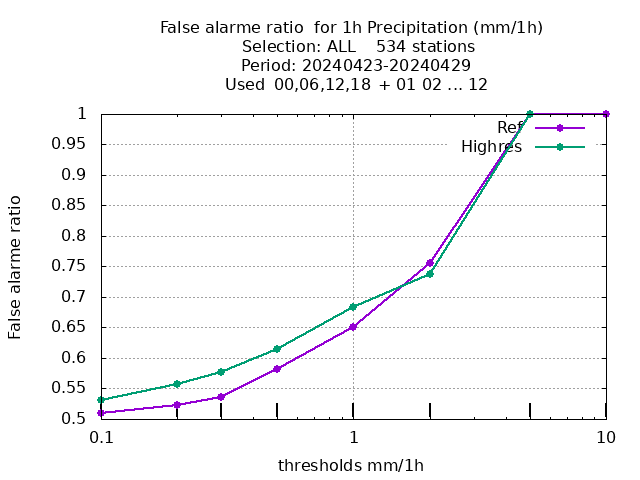 False alarme ratio  for 1h Precipitation (mm/1h)
Selection: ALL    534 stations
Period: 20240423-20240429
Used  00,06,12,18 + 01 02 ... 12
1
Ref
0.95
Highres
0.9
0.85
0.8
0.75
0.7
0.65
0.6
0.55
0.5
False alarme ratio
0.1
1
10
thresholds mm/1h